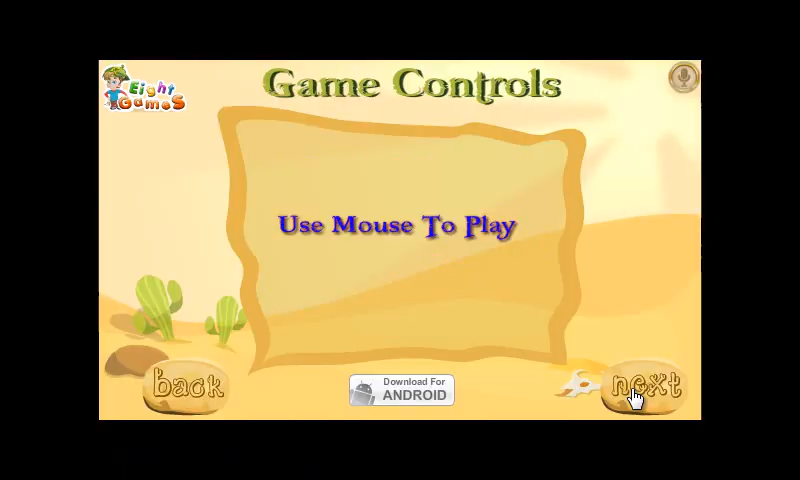 Eight
Games
Game Controls
Use Mouse To Play
back
Download For
ANDROID
next